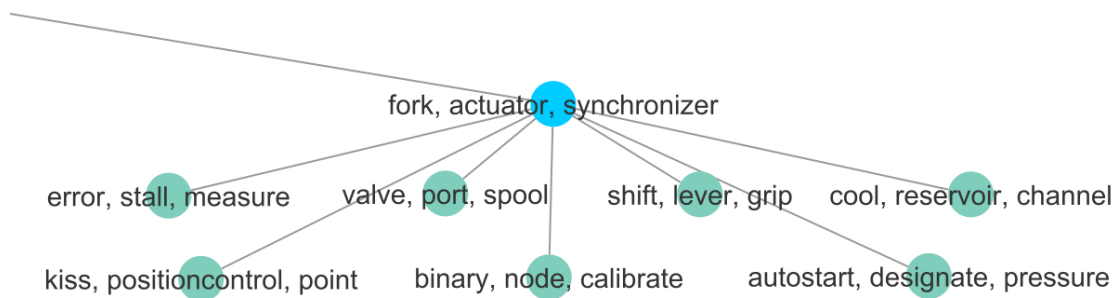 fork, actuator, synchronizer
error, stall, measure
valve, port, spool
shift, lever, grip
cool, reservoir, channel
kiss, positioncontrol, point
binary, node, calibrate
autostart, designate, pressure